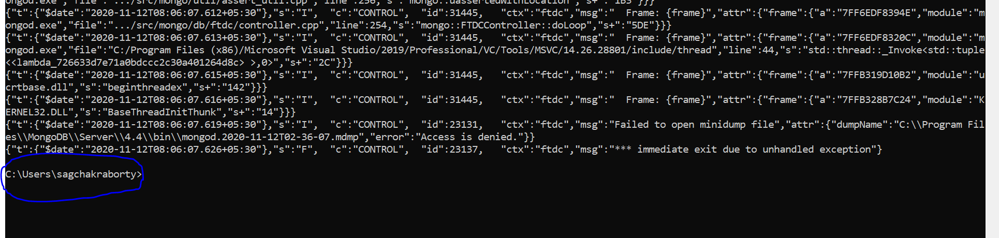 ongod.exe","file":".../src/mongo/util/assert_util.cpp","line":256,"s":"mongo::uassertedWithLocation","s+":"1B3"}}}
{"t":{"$date":"2020-11-12T08:06:07.612+05:30"},"s":"I",  "c":"CONTROL",  "id":31445,   "ctx":"ftdc","msg":"  Frame: {frame}","attr":{"frame":{"a":"7FF6EDF8394E","module":"m
ongod.exe","file":".../src/mongo/db/ftdc/controller.cpp","line":254,"s":"mongo::FTDCController::doLoop","s+":"5DE"}}}
{"t":{"$date":"2020-11-12T08:06:07.613+05:30"},"s":"I",  "c":"CONTROL",  "id":31445,   "ctx":"ftdc","msg":"  Frame: {frame}","attr":{"frame":{"a":"7FF6EDF8320C","module":"m
ongod.exe","file":"C:/Program Files (x86)/Microsoft Visual Studio/2019/Professional/VC/Tools/MSVC/14.26.28801/include/thread","line":44,"s":"std::thread::_Invoke<std::tuple
<<lambda_726633d7e71a0bdccc2c30a401264d8c> >,0>","s+":"2C"}}}
{"t":{"$date":"2020-11-12T08:06:07.615+05:30"},"s":"I",  "c":"CONTROL",  "id":31445,   "ctx":"ftdc","msg":"  Frame: {frame}","attr":{"frame":{"a":"7FFB319D10B2","module":"u
crtbase.dll","s":"beginthreadex","s+":"142"}}}
{"t":{"$date":"2020-11-12T08:06:07.616+05:30"},"s":"I",  "c":"CONTROL",  "id":31445,   "ctx":"ftdc","msg":"  Frame: {frame}","attr":{"frame":{"a":"7FFB328B7C24","module":"K
ERNEL32.DLL","s":"BaseThreadInitThunk","s+":"14"}}}
{"t":{"$date":"2020-11-12T08:06:07.619+05:30"},"s":"I",  "c":"CONTROL",  "id":23131,   "ctx":"ftdc","msg":"Failed to open minidump file","attr":{"dumpName":"C:\\Program Fil
es\\MongoDB\\Server\\4.4\\bin\\mongod.2020-11-12T02-36-07.mdmp","error":"Access is denied."}}
{"t":{"$date":"2020-11-12T08:06:07.626+05:30"},"s":"F",  "c":"CONTROL",  "id":23137,   "ctx":"ftdc","msg":"*** immediate exit due to unhandled exception"}
C:\Users\sagchakraborty>